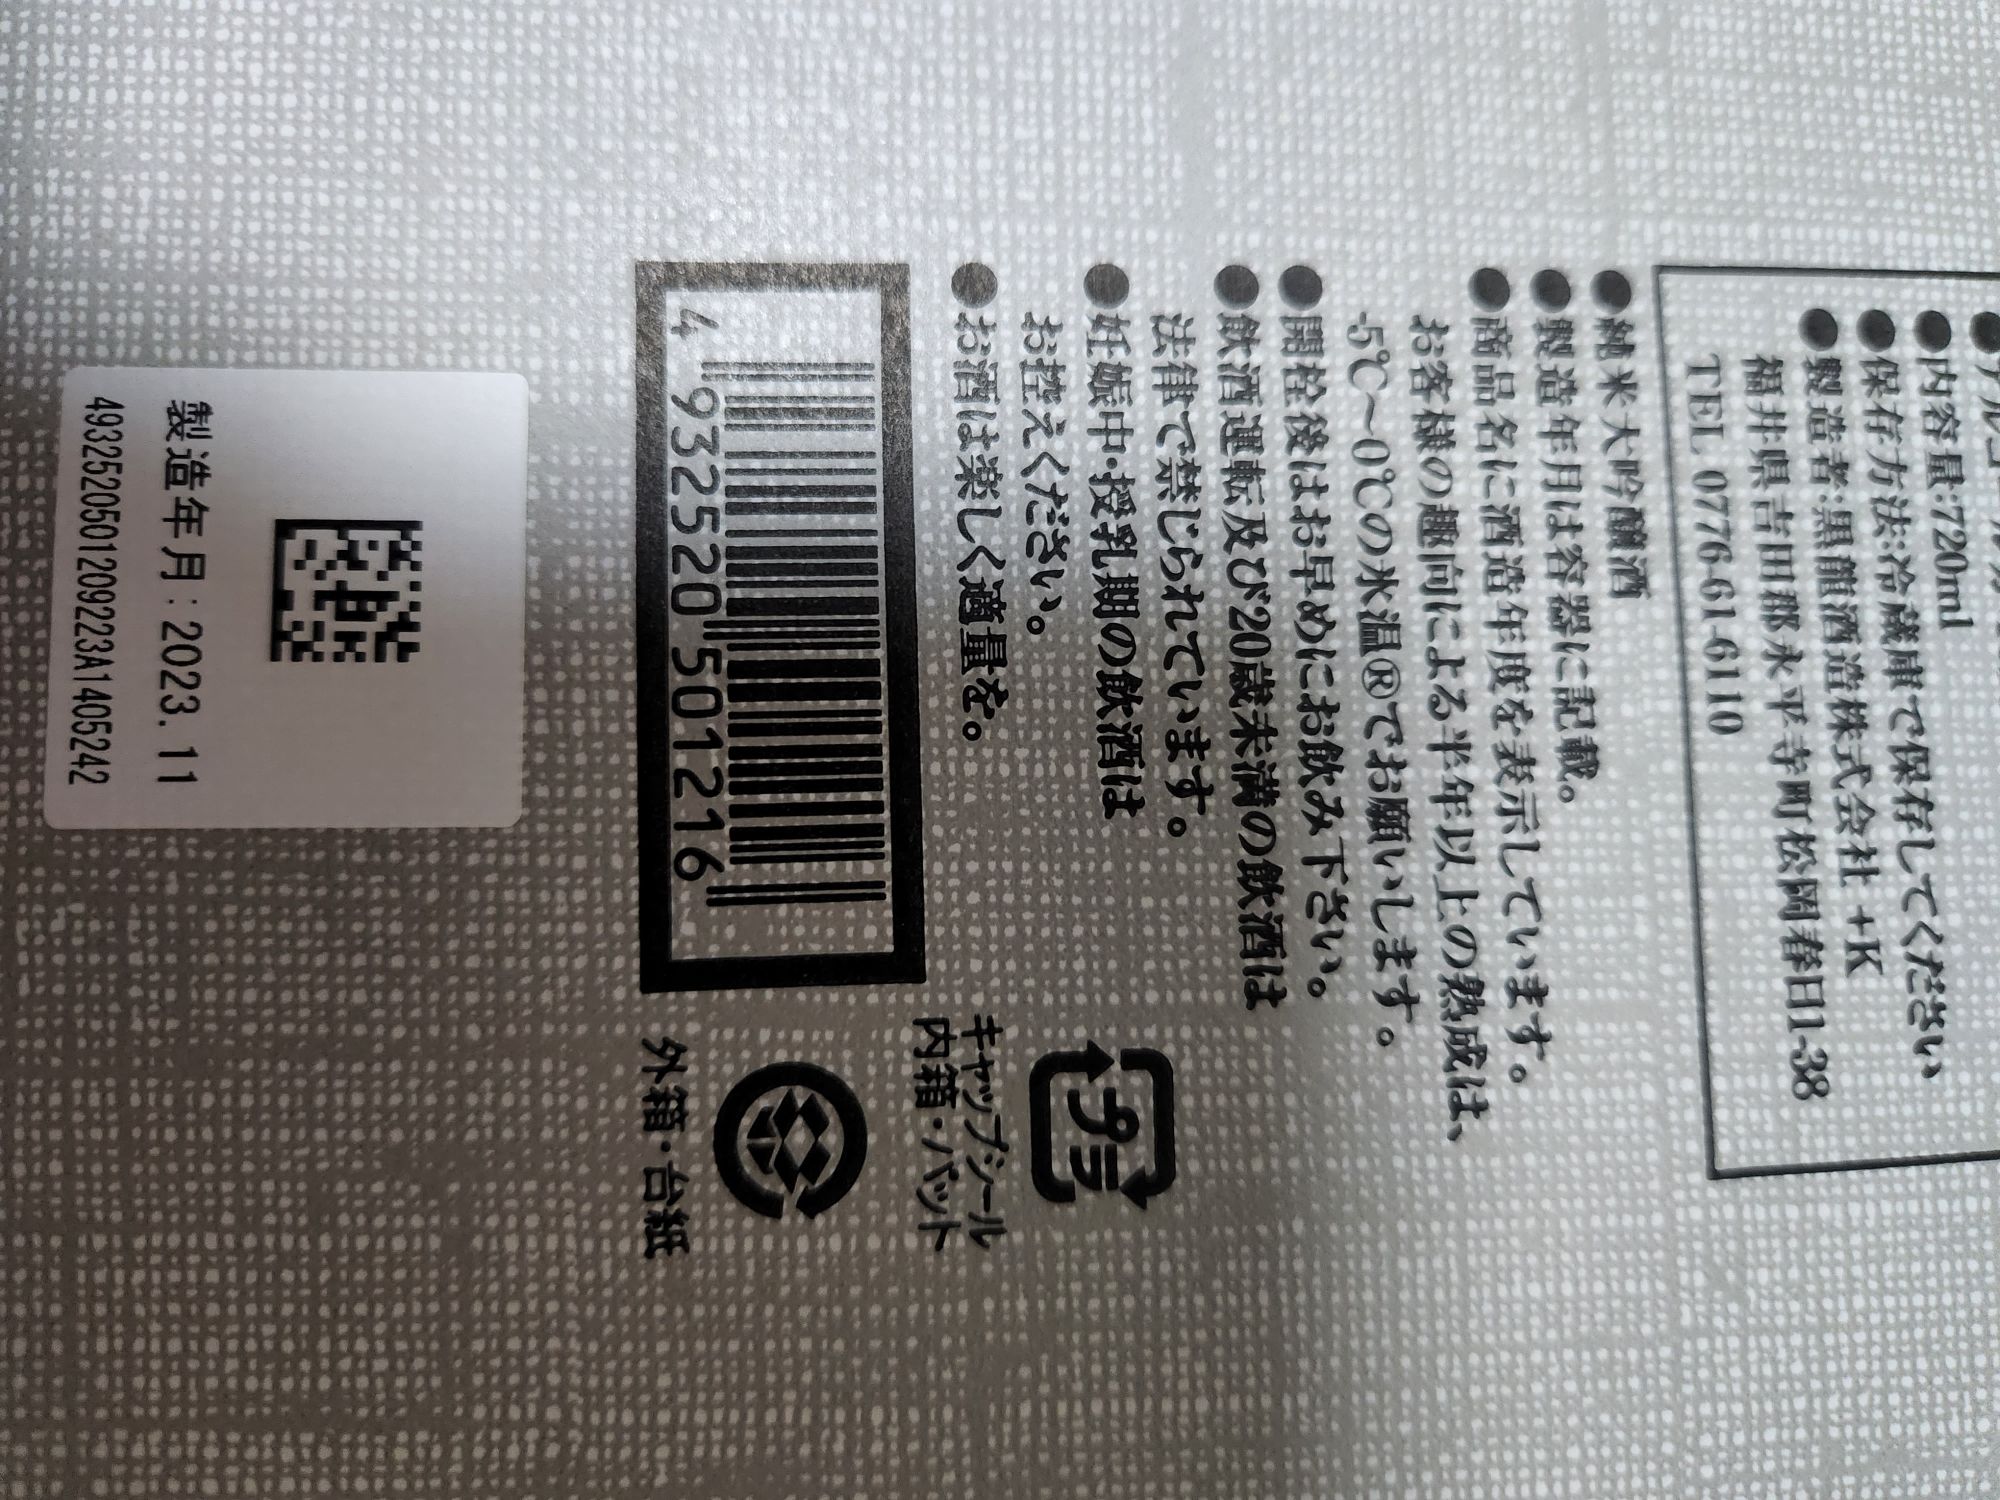 ●内容量:720ml
●保存方法:冷蔵庫で保存してください
●製造者:黒龍酒造株式会社 +K
福井県吉田郡永平寺町松岡春日1-38
TEL 0776-61-6110
●純米大吟醸酒
●製造年月は容器に記載。
●商品名に酒造年度を表示しています。
お客様の趣向による半年以上の熟成は、
-5℃〜0℃の氷温®でお願いします。
●開栓後はお早めにお飲み下さい。
●飲酒運転及び20歳未満の飲酒は
法律で禁じられています。
●妊娠中・授乳期の飲酒は
お控えください。
●お酒は楽しく適量を。
プラ
キャップシール
内箱・パット
外箱・台紙
4 932520 501216
製造年月:2023.11
4932520501209223A1405242